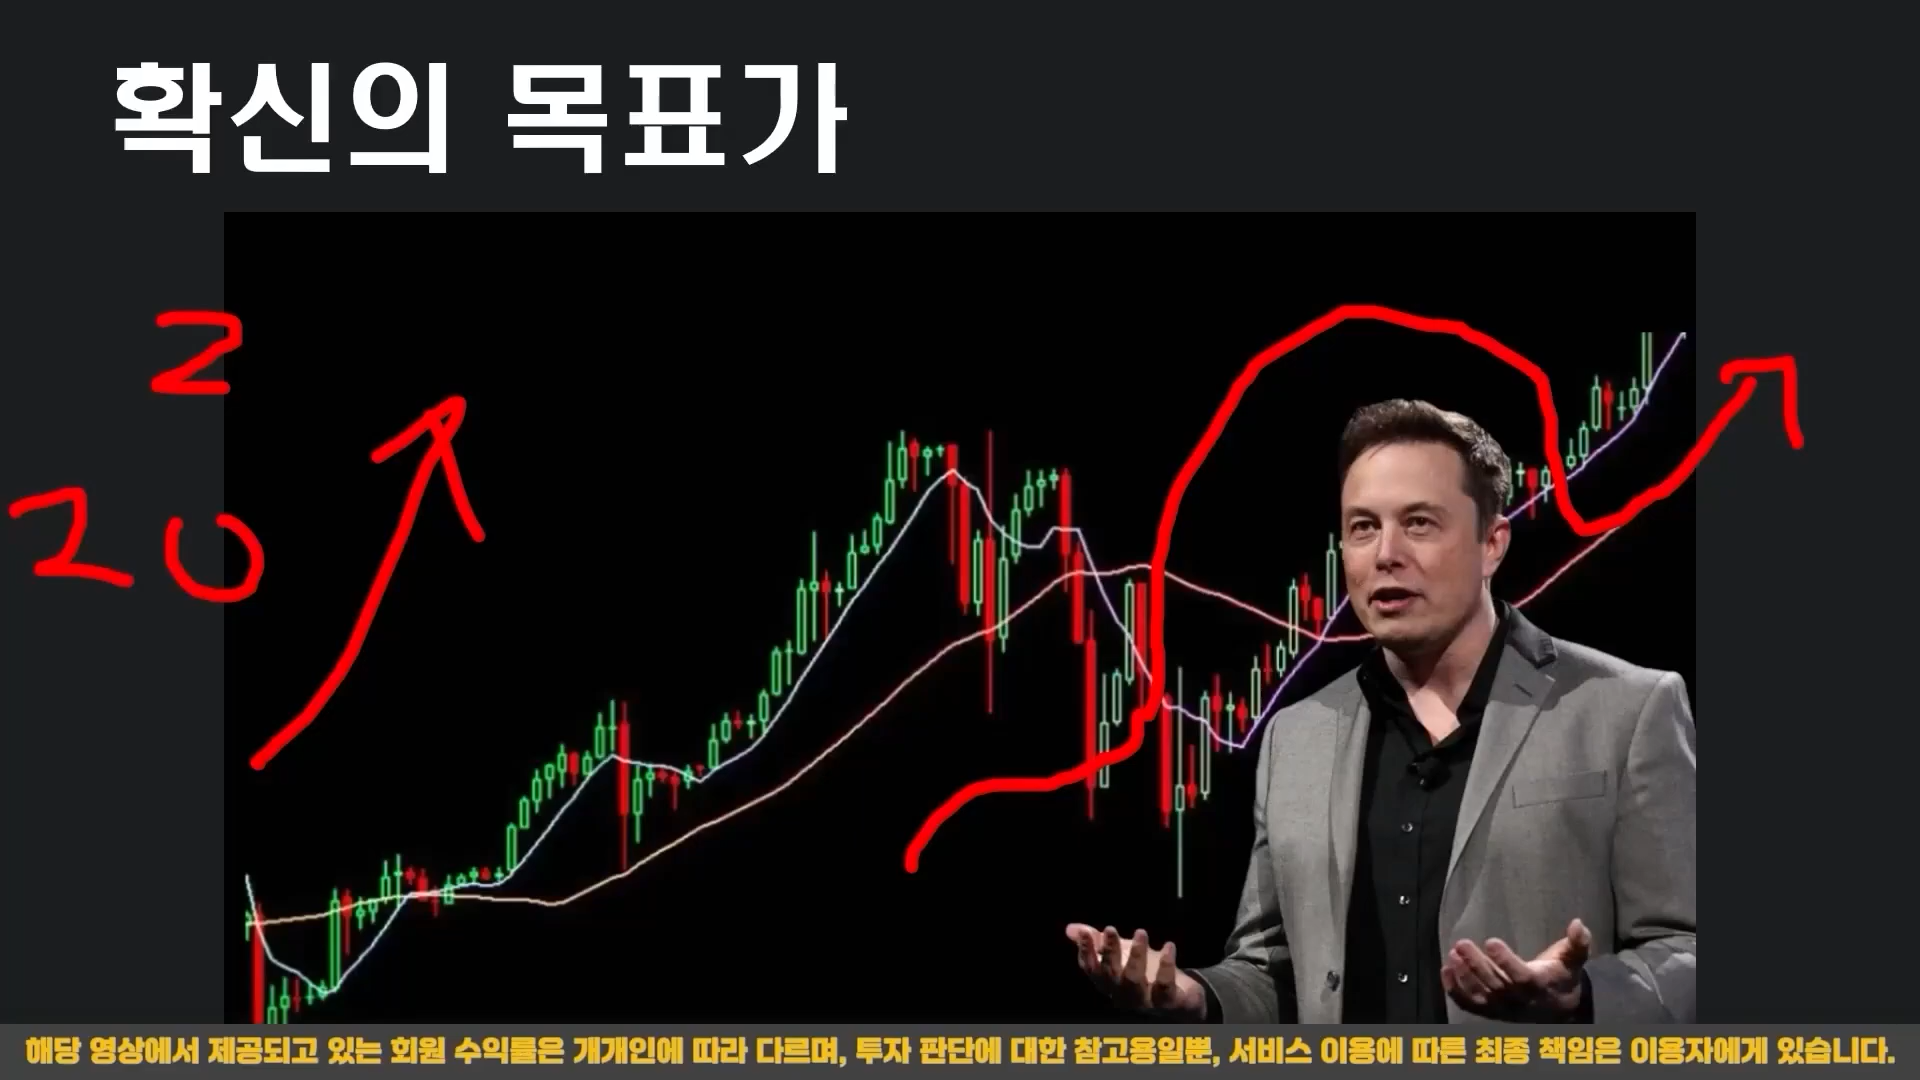 확신의 목표가
2
20
해당 영상에서 제공되고 있는 회원 수익률은 개개인에 따라 다르며, 투자 판단에 대한 참고용일뿐, 서비스 이용에 따른 최종 책임은 이용자에게 있습니다.